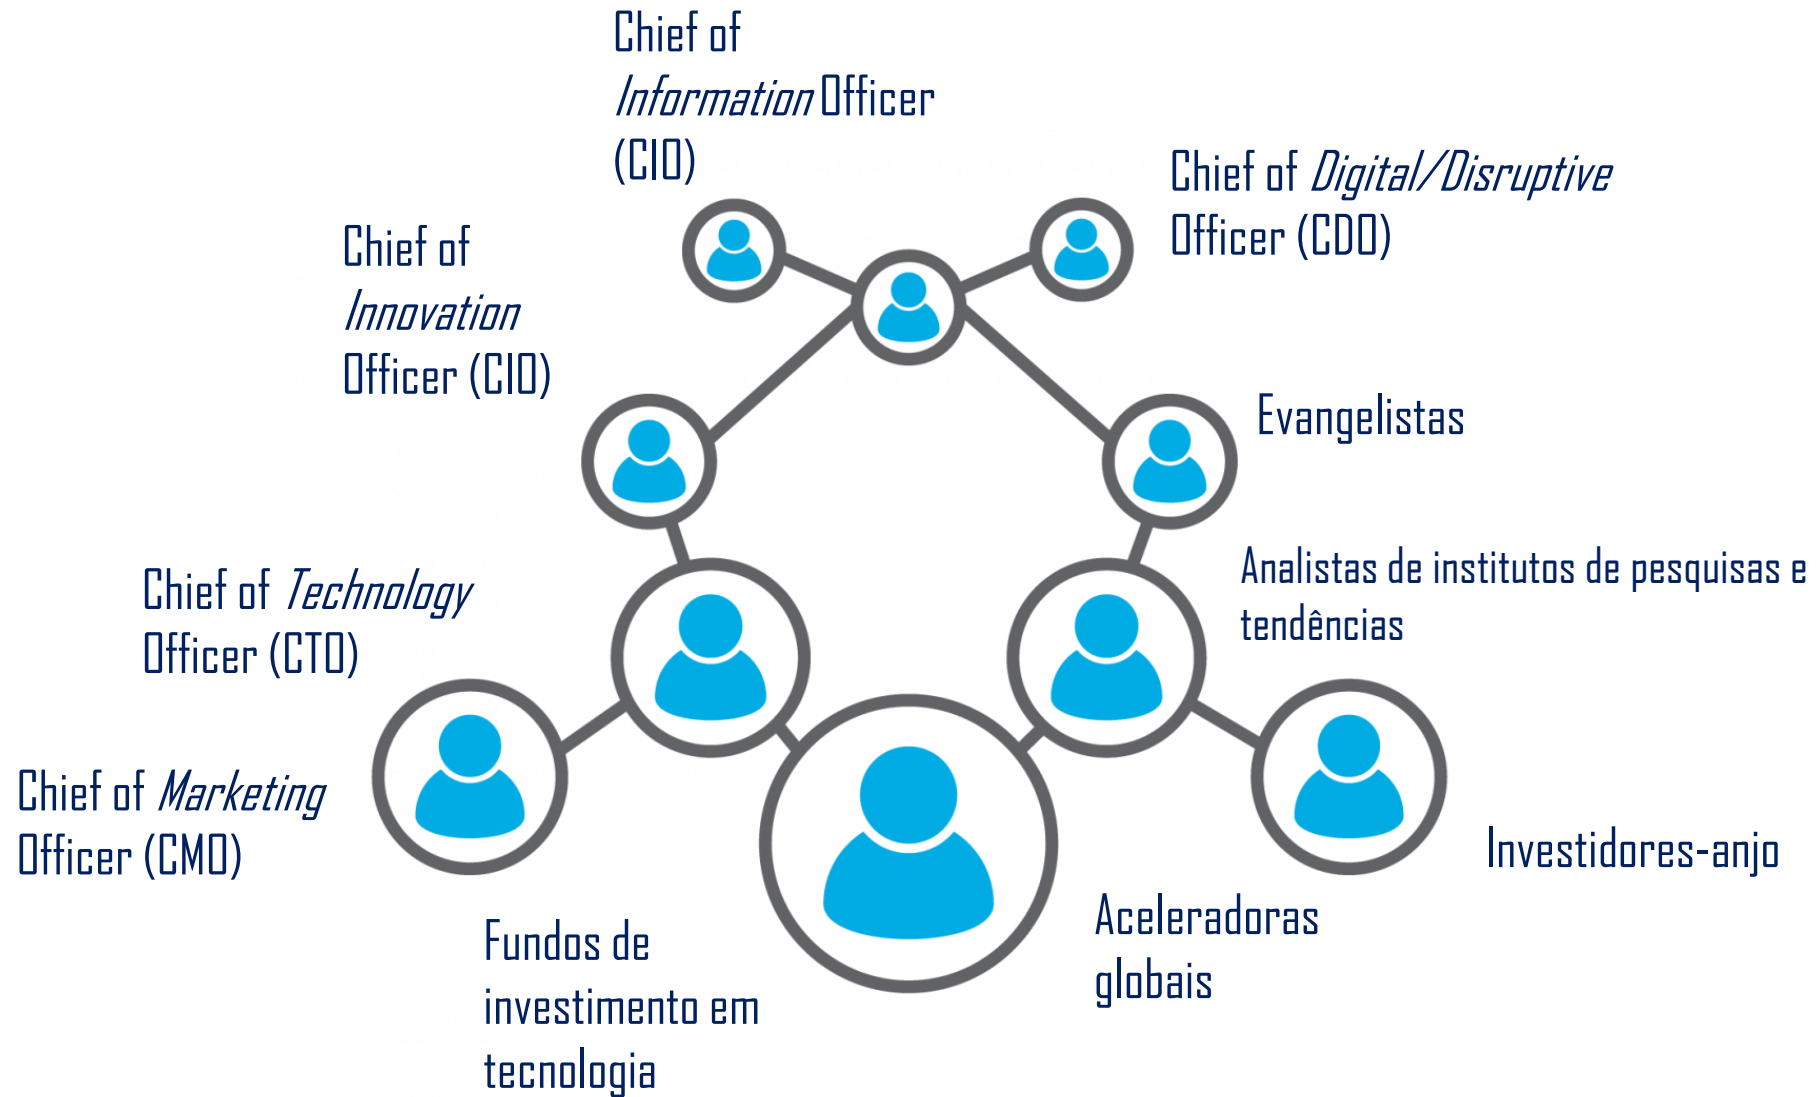 Chief of
Information Officer
(CIO)
Chief of Digital/Disruptive
Officer (CDO)
Chief of
Innovation
Officer (CIO)
Evangelistas
Analistas de institutos de pesquisas e
tendências
Chief of Technology
Officer (CTO)
Chief of Marketing
Officer (CMO)
Investidores-anjo
Aceleradoras
globais
Fundos de
investimento em
tecnologia